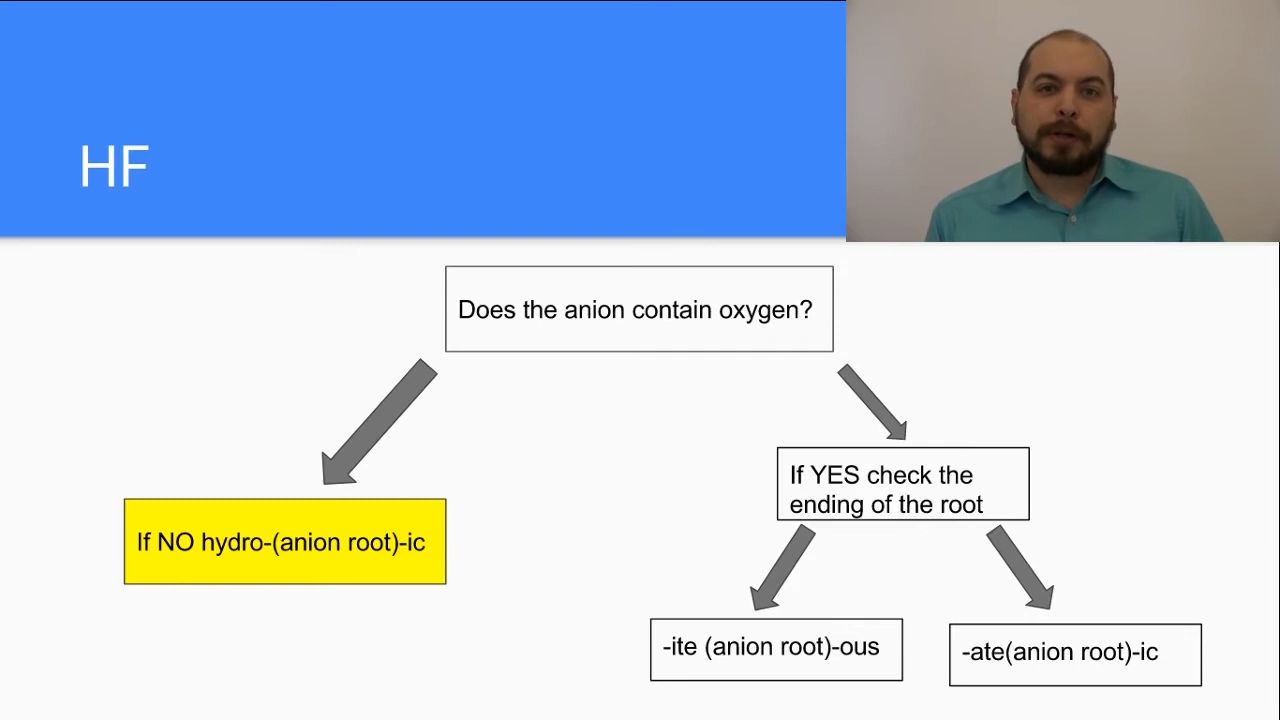 HF
Does the anion contain oxygen?
If YES check the
ending of the root
If NO hydro-(anion root)-ic
-ite (anion root)-ous
-ate(anion root)-ic